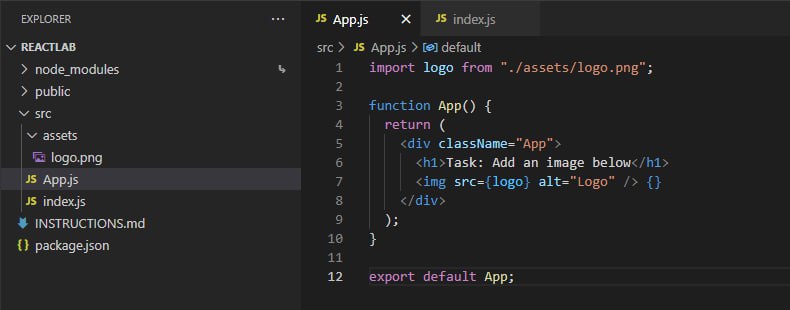 EXPLORER
REACTLAB
node_modules
public
src
assets
logo.png
JS App.js
JS index.js
INSTRUCTIONS.md
{} package.json
JS App.js
JS index.js
src > JS App.js > default
1 import logo from "./assets/logo.png";
2
3 function App() {
4 return (
5 <div className="App">
6 <h1>Task: Add an image below</h1>
7 <img src={logo} alt="Logo" /> {}
8 </div>
9 );
10 }
11
12 export default App;